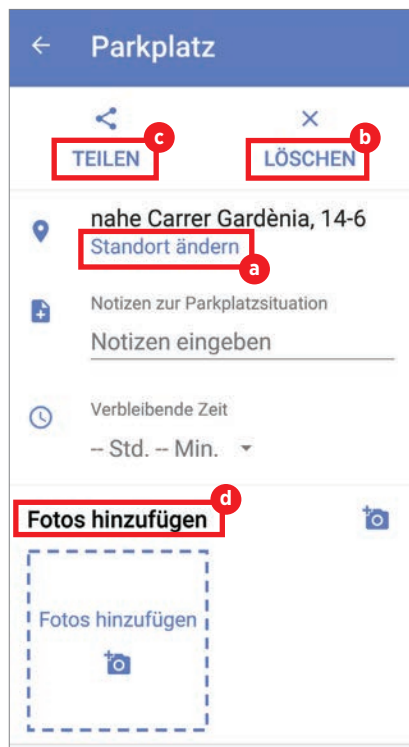 Parkplatz
c b
TEILEN LÖSCHEN
nahe Carrer Gardènia, 14-6
Standort ändern
a
Notizen zur Parkplatzsituation
Notizen eingeben
Verbleibende Zeit
-- Std. -- Min.
d
Fotos hinzufügen
Fotos hinzufügen